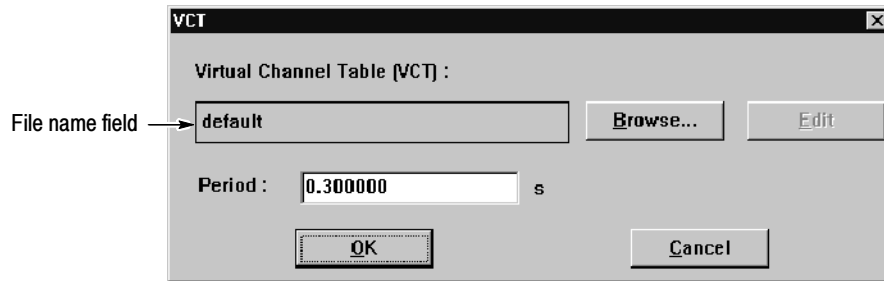 VCT
Virtual Channel Table (VCT) :
File name field
default
Browse...
Edit
Period :
0.300000
s
OK
Cancel